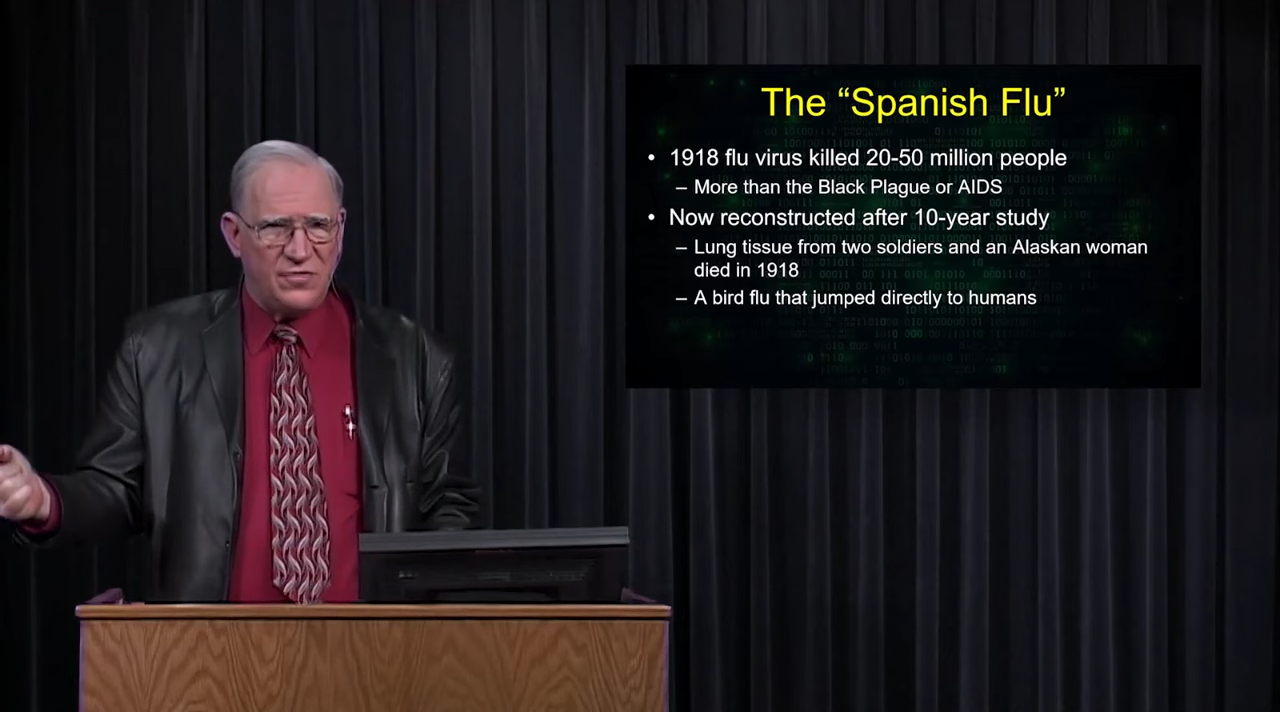 The “Spanish Flu”
• 1918 flu virus killed 20-50 million people
– More than the Black Plague or AIDS
• Now reconstructed after 10-year study
– Lung tissue from two soldiers and an Alaskan woman
died in 1918
– A bird flu that jumped directly to humans